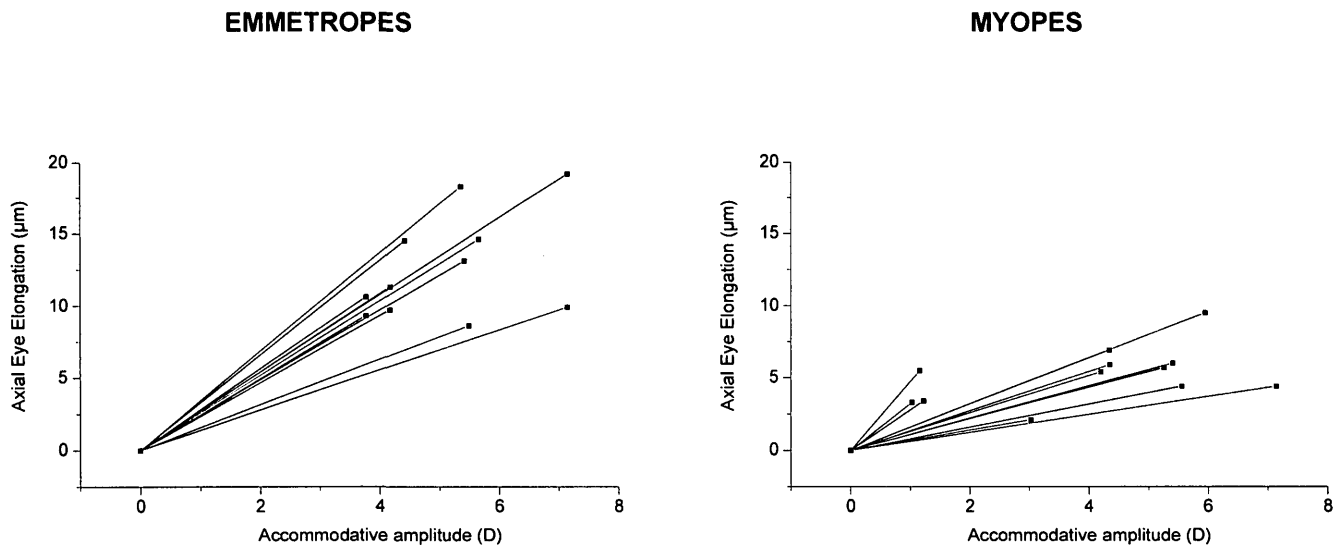 EMMETROPES
20
15
10
5
0
Axial Eye Elongation (µm)
0 2 4 6 8
Accommodative amplitude (D)
MYOPES
20
15
10
5
0
Axial Eye Elongation (µm)
0 2 4 6 8
Accommodative amplitude (D)